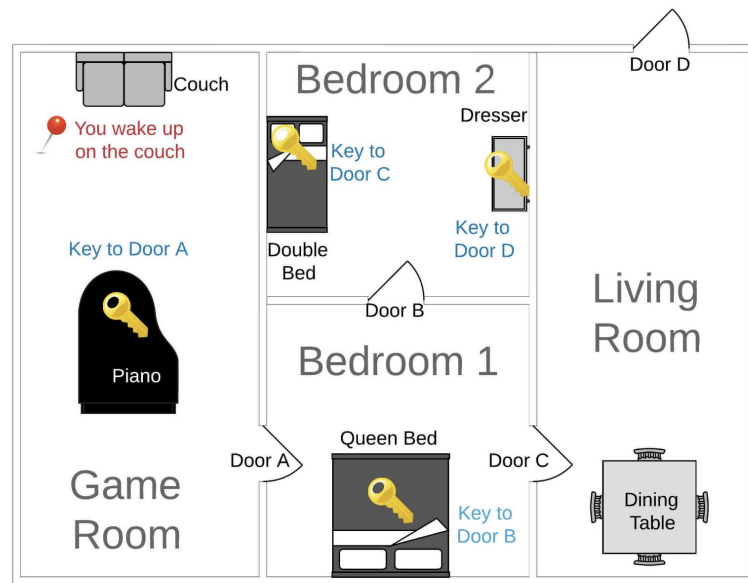 Door D
Bedroom 2
Couch
Dresser
You wake up
on the couch
Key to
Door C
Key to
Door D
Key to Door A
Double
Bed
Door B
Living
Room
Bedroom 1
Piano
Queen Bed
Door A
Door C
Game
Room
Key to
Door B
Dining
Table